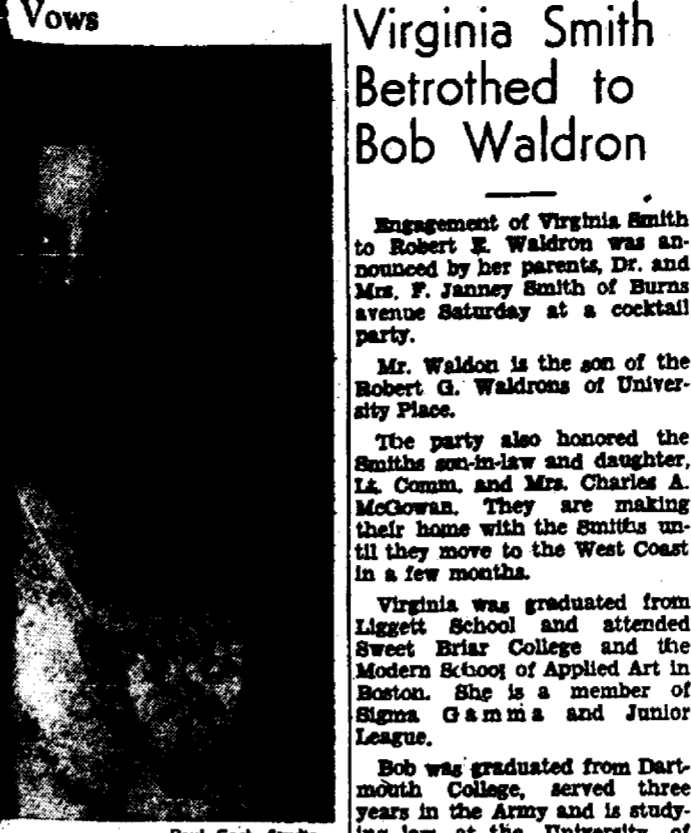 Vows
Virginia Smith
Betrothed to
Bob Waldron
Engagement of Virginia Smith
to Robert E. Waldron was an-
nounced by her parents, Dr. and
Mrs. F. Janney Smith of Burns
avenue Saturday at a cocktail
party.
Mr. Waldon is the son of the
Robert G. Waldrons of Univer-
sity Place.
The party also honored the
Smiths son-in-law and daughter,
Lt. Comm. and Mrs. Charles A.
McGowan. They are making
their home with the Smiths un-
til they move to the West Coast
in a few months.
Virginia was graduated from
Liggett School and attended
Sweet Briar College and the
Modern School of Applied Art in
Boston. She is a member of
Sigma Gamma and Junior
League.
Bob was graduated from Dart-
mouth College, served three
years in the Army and is study-
ing law at the University of